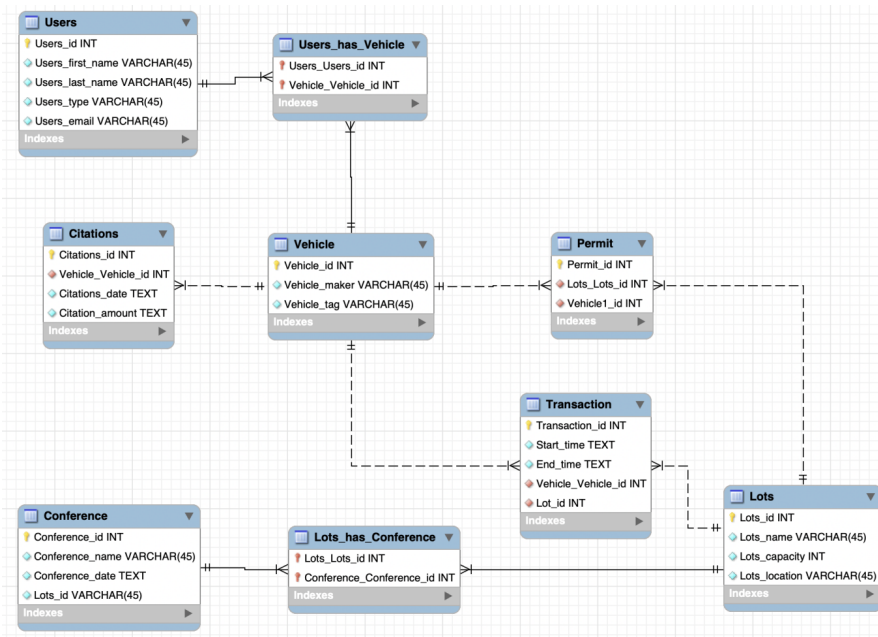 Users
Users_id INT
Users_first_name VARCHAR(45)
Users_last_name VARCHAR(45)
Users_type VARCHAR(45)
Users_email VARCHAR(45)
Indexes
Users_has_Vehicle
Users_Users_id INT
Vehicle_Vehicle_id INT
Indexes
Citations
Citations_id INT
Vehicle_Vehicle_id INT
Citations_date TEXT
Citation_amount TEXT
Indexes
Vehicle
Vehicle_id INT
Vehicle_maker VARCHAR(45)
Vehicle_tag VARCHAR(45)
Indexes
Permit
Permit_id INT
Lots_Lots_id INT
Vehicle1_id INT
Indexes
Transaction
Transaction_id INT
Start_time TEXT
End_time TEXT
Vehicle_Vehicle_id INT
Lot_id INT
Indexes
Conference
Conference_id INT
Conference_name VARCHAR(45)
Conference_date TEXT
Lots_id VARCHAR(45)
Indexes
Lots_has_Conference
Lots_Lots_id INT
Conference_Conference_id INT
Indexes
Lots
Lots_id INT
Lots_name VARCHAR(45)
Lots_capacity INT
Lots_location VARCHAR(45)
Indexes